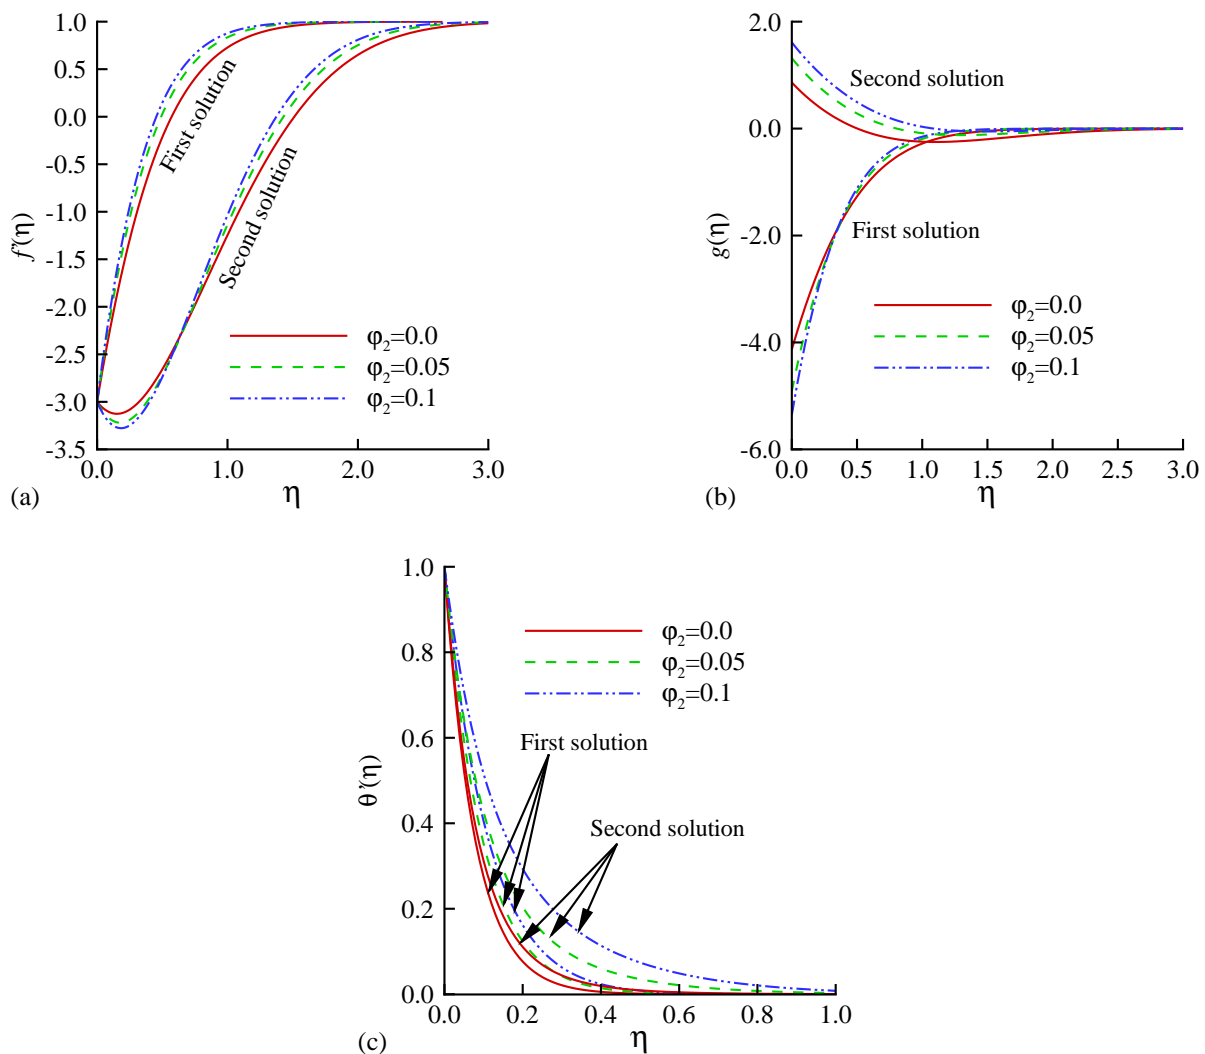 1.0
0.5
0.0
-0.5
-1.0
-1.5
-2.0
-2.5
-3.0
-3.5
f'(η)
First solution
Second solution
φ2=0.0
φ2=0.05
φ2=0.1
0.0 1.0 2.0 3.0
η
(a)
2.0
0.0
-2.0
-4.0
-6.0
g(η)
Second solution
First solution
φ2=0.0
φ2=0.05
φ2=0.1
0.0 0.5 1.0 1.5 2.0 2.5 3.0
η
(b)
1.0
0.8
0.6
0.4
0.2
0.0
θ'(η)
φ2=0.0
φ2=0.05
φ2=0.1
First solution
Second solution
0.0 0.2 0.4 0.6 0.8 1.0
η
(c)